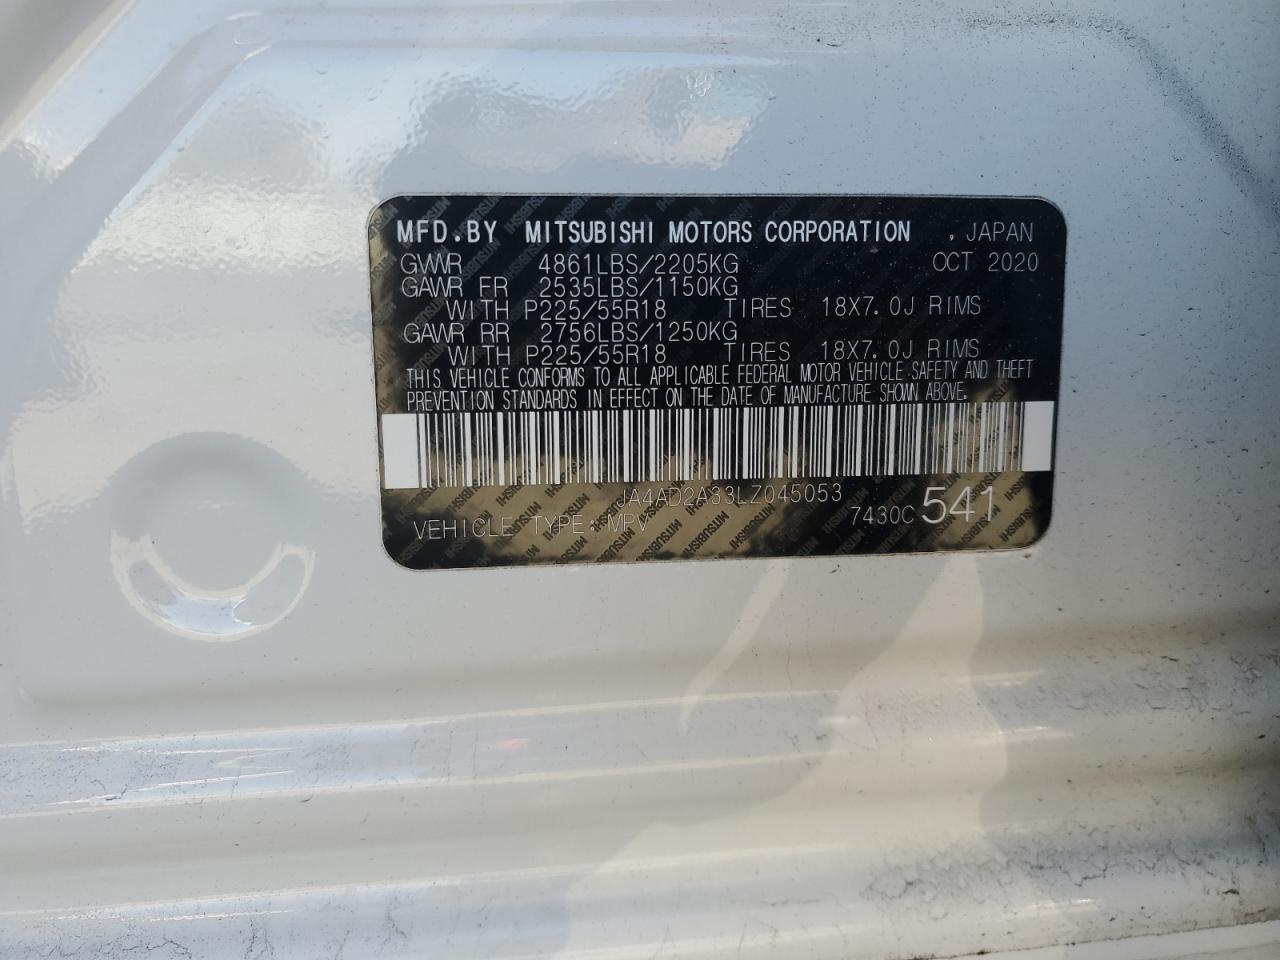 MFD.BY MITSUBISHI MOTORS CORPORATION , JAPAN
GVWR 4861LBS/2205KG OCT 2020
GAWR FR 2535LBS/1150KG
WITH P225/55R18 TIRES 18X7.0J RIMS
GAWR RR 2756LBS/1250KG
WITH P225/55R18 TIRES 18X7.0J RIMS
THIS VEHICLE CONFORMS TO ALL APPLICABLE FEDERAL MOTOR VEHICLE SAFETY AND THEFT
PREVENTION STANDARDS IN EFFECT ON THE DATE OF MANUFACTURE SHOWN ABOVE.
JA4AD2A33LZ045053
VEHICLE TYPE: MPV 7430C 541